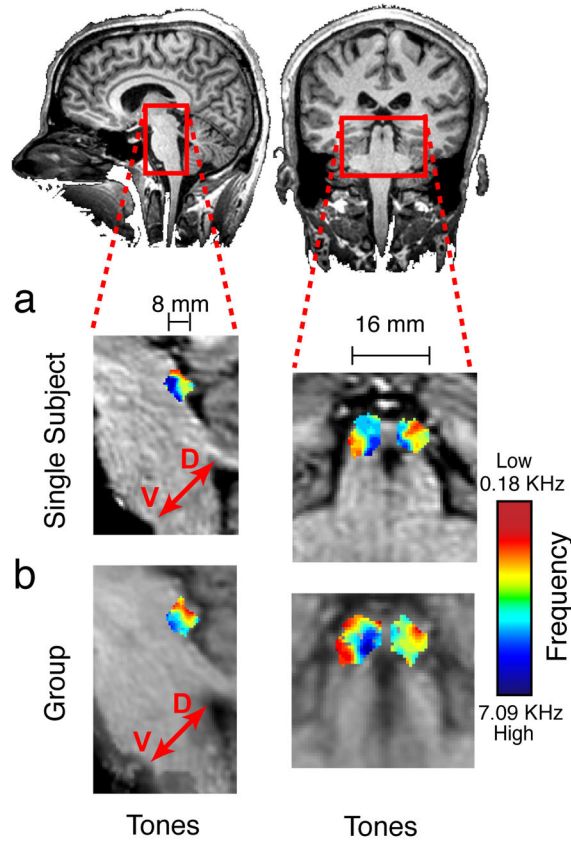 a
8 mm
16 mm
Single Subject
D
V
Low
0.18 KHz
Frequency
7.09 KHz
High
b
Group
D
V
Tones
Tones